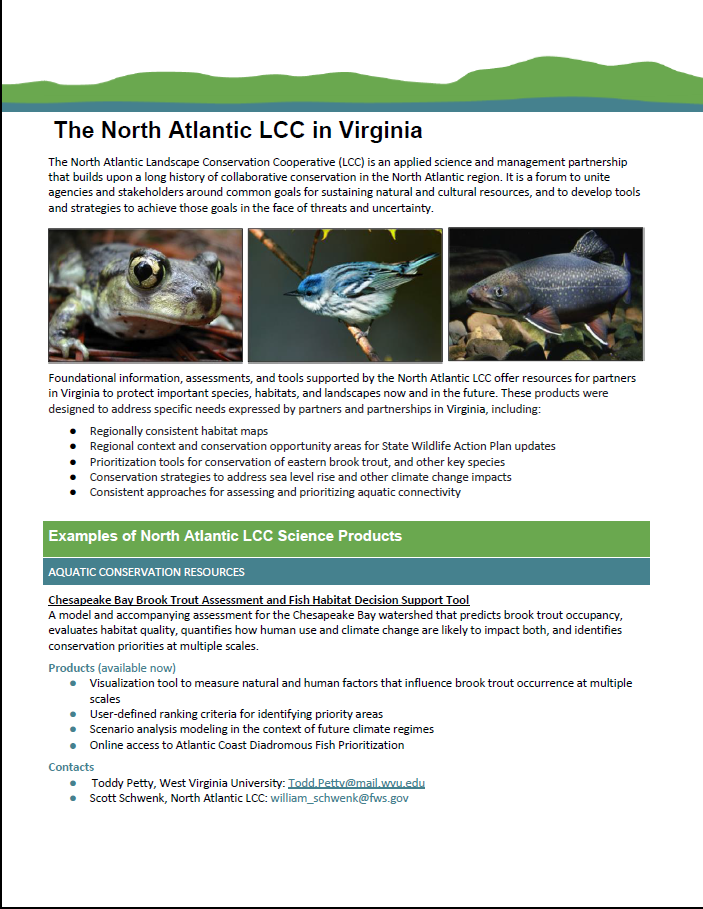 The North Atlantic LCC in Virginia
The North Atlantic Landscape Conservation Cooperative (LCC) is an applied science and management partnership
that builds upon a long history of collaborative conservation in the North Atlantic region. It is a forum to unite
agencies and stakeholders around common goals for sustaining natural and cultural resources, and to develop tools
and strategies to achieve those goals in the face of threats and uncertainty.
Foundational information, assessments, and tools supported by the North Atlantic LCC offer resources for partners
in Virginia to protect important species, habitats, and landscapes now and in the future. These products were
designed to address specific needs expressed by partners and partnerships in Virginia, including:
● Regionally consistent habitat maps
● Regional context and conservation opportunity areas for State Wildlife Action Plan updates
● Prioritization tools for conservation of eastern brook trout, and other key species
● Conservation strategies to address sea level rise and other climate change impacts
● Consistent approaches for assessing and prioritizing aquatic connectivity
Examples of North Atlantic LCC Science Products
AQUATIC CONSERVATION RESOURCES
Chesapeake Bay Brook Trout Assessment and Fish Habitat Decision Support Tool
A model and accompanying assessment for the Chesapeake Bay watershed that predicts brook trout occupancy,
evaluates habitat quality, quantifies how human use and climate change are likely to impact both, and identifies
conservation priorities at multiple scales.
Products (available now)
● Visualization tool to measure natural and human factors that influence brook trout occurrence at multiple
scales
● User-defined ranking criteria for identifying priority areas
● Scenario analysis modeling in the context of future climate regimes
● Online access to Atlantic Coast Diadromous Fish Prioritization
Contacts
● Toddy Petty, West Virginia University: Todd.Petty@mail.wvu.edu
● Scott Schwenk, North Atlantic LCC: william_schwenk@fws.gov